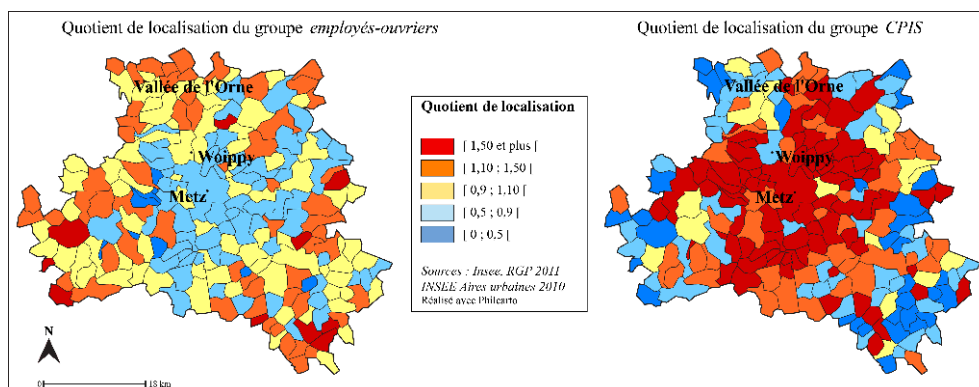 Quotient de localisation du groupe employés-ouvriers
Vallée de l'Orne
Woippy
Metz
N
0 18 km
Quotient de localisation
[ 1,50 et plus [
[ 1,10 ; 1,50 [
[ 0,9 ; 1,10 [
[ 0,5 ; 0.9 [
[ 0 ; 0.5 [
Sources : Insee, RGP 2011
INSEE Aires urbaines 2010
Réalisé avec Philcarto
Quotient de localisation du groupe CPIS
Vallée de l'Orne
Woippy
Metz